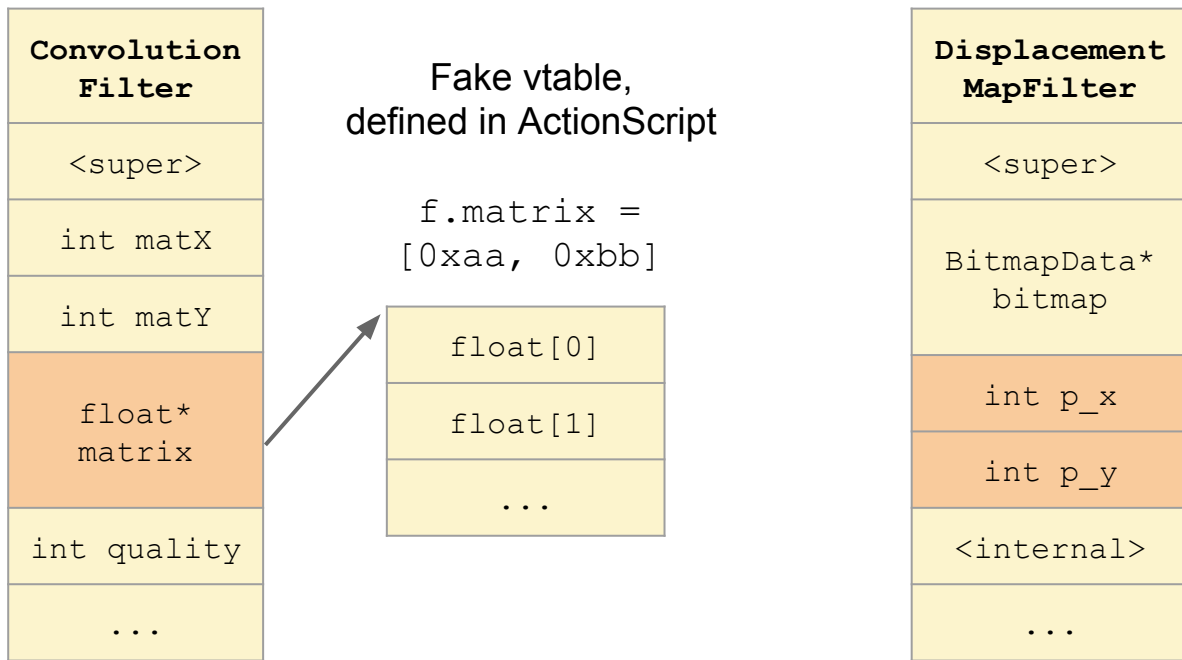 Convolution
Filter
<super>
int matX
int matY
float*
matrix
int quality
...
Fake vtable,
defined in ActionScript
f.matrix =
[0xaa, 0xbb]
float[0]
float[1]
...
Displacement
MapFilter
<super>
BitmapData*
bitmap
int p_x
int p_y
<internal>
...